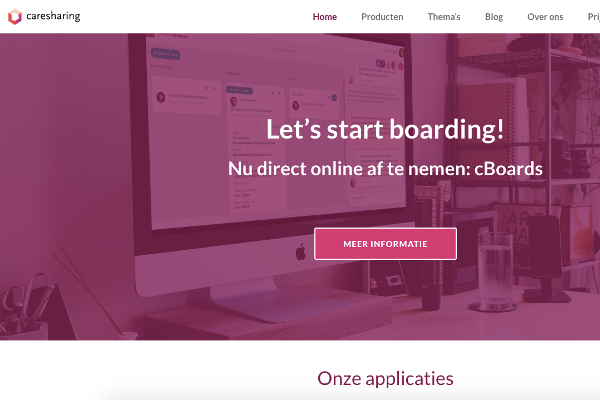 caresharing
Home Producten Thema's Blog Over ons
Let's start boarding!
Nu direct online af te nemen: cBoards
MEER INFORMATIE
Onze applicaties